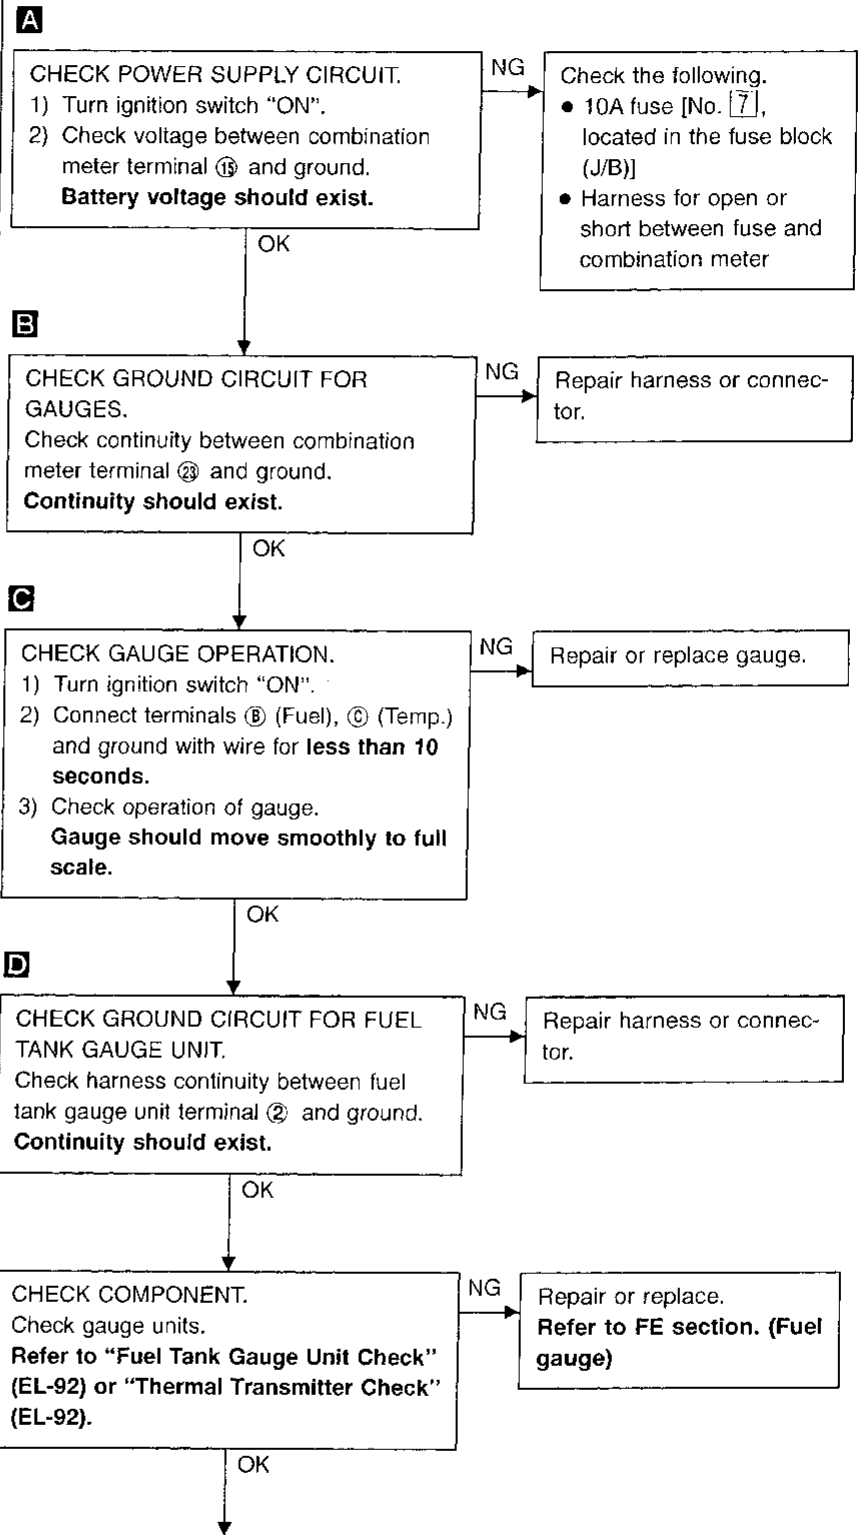 A
CHECK POWER SUPPLY CIRCUIT.
1) Turn ignition switch “ON”.
2) Check voltage between combination
meter terminal ⑮ and ground.
Battery voltage should exist.
NG
Check the following.
● 10A fuse [No. 7,
located in the fuse block
(J/B)]
● Harness for open or
short between fuse and
combination meter
OK
B
CHECK GROUND CIRCUIT FOR
GAUGES.
Check continuity between combination
meter terminal ㉓ and ground.
Continuity should exist.
NG
Repair harness or connec-
tor.
OK
C
CHECK GAUGE OPERATION.
1) Turn ignition switch “ON”.
2) Connect terminals Ⓑ (Fuel), Ⓒ (Temp.)
and ground with wire for less than 10
seconds.
3) Check operation of gauge.
Gauge should move smoothly to full
scale.
NG
Repair or replace gauge.
OK
D
CHECK GROUND CIRCUIT FOR FUEL
TANK GAUGE UNIT.
Check harness continuity between fuel
tank gauge unit terminal ② and ground.
Continuity should exist.
NG
Repair harness or connec-
tor.
OK
CHECK COMPONENT.
Check gauge units.
Refer to “Fuel Tank Gauge Unit Check”
(EL-92) or “Thermal Transmitter Check”
(EL-92).
NG
Repair or replace.
Refer to FE section. (Fuel
gauge)
OK